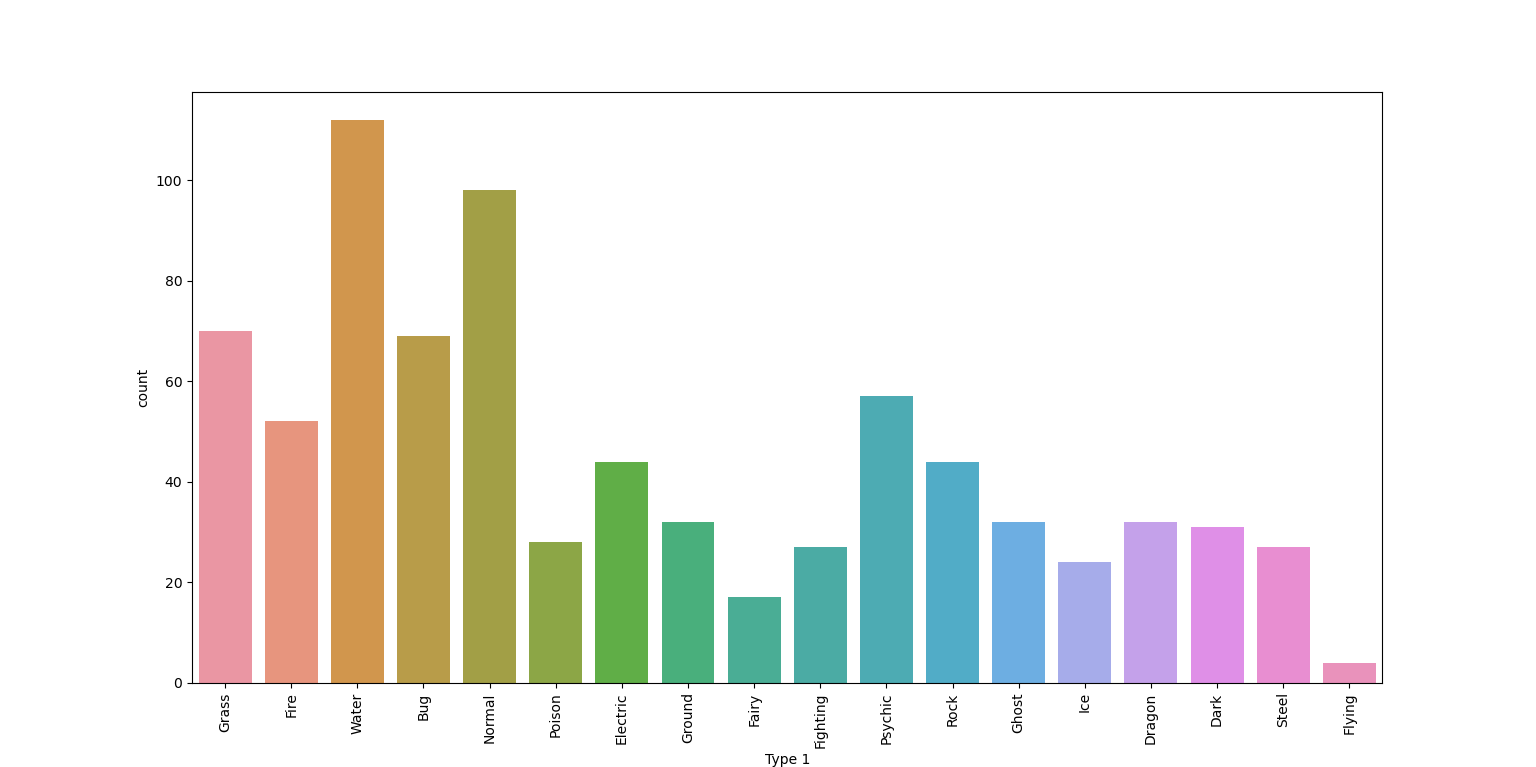 100
80
60
40
20
0
count
Grass
Fire
Water
Bug
Normal
Poison
Electric
Ground
Fairy
Fighting
Psychic
Rock
Ghost
Ice
Dragon
Dark
Steel
Flying
Type 1